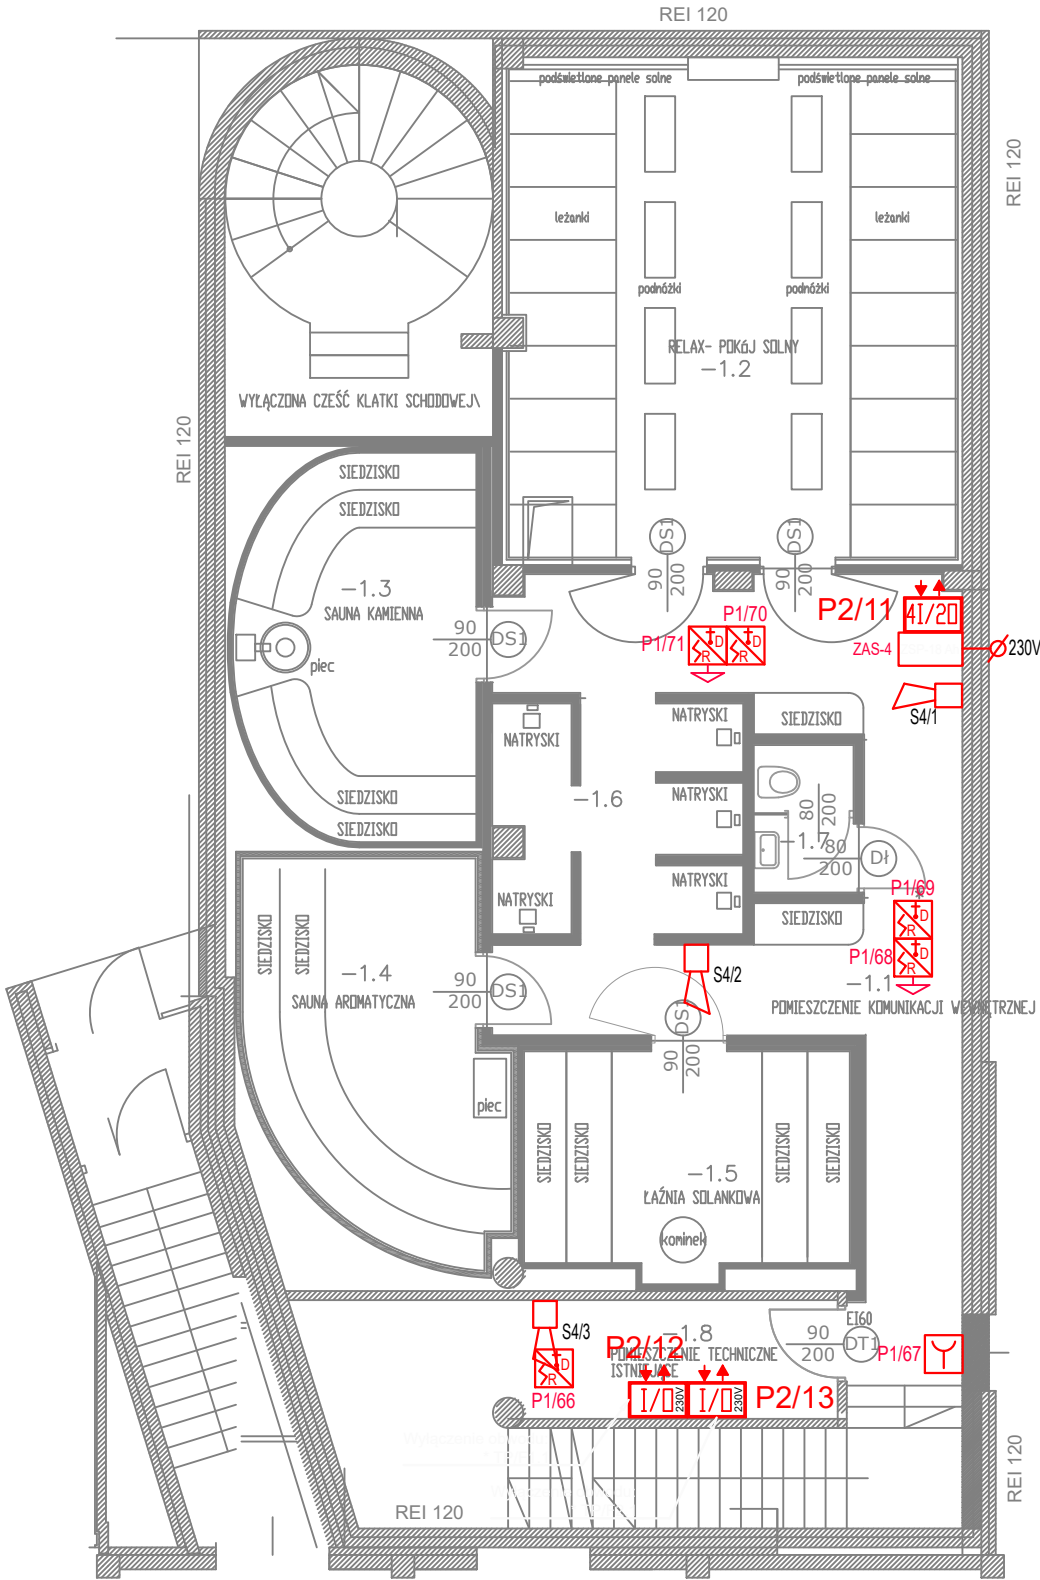 REI 120
podświetlone panele solne
podświetlone panele solne
REI 120
leżanki
leżanki
podnóżki
podnóżki
RELAX- POKóJ SOLNY
-1.2
WYŁĄCZONA CZEŚĆ KLATKI SCHODOWEJ\
REI 120
SIEDZISKO
SIEDZISKO
DS1
90
200
DS1
90
200
-1.3
SAUNA KAMIENNA
piec
90
200
DS1
P2/11
4I/2O
P1/70
P1/71
D
R
D
R
ZAS-4
230V
S4/1
NATRYSKI
NATRYSKI
SIEDZISKO
SIEDZISKO
SIEDZISKO
-1.6
NATRYSKI
80
200
-1.7
80
200
Dł
NATRYSKI
NATRYSKI
SIEDZISKO
P1/69
D
R
P1/68
D
R
SIEDZISKO
SIEDZISKO
-1.4
SAUNA AROMATYCZNA
90
200
DS1
S4/2
-1.1
POMIESZCZENIE KOMUNIKACJI WEWNĘTRZNEJ
DS1
90
200
piec
SIEDZISKO
SIEDZISKO
SIEDZISKO
SIEDZISKO
-1.5
ŁAŹNIA SOLANKOWA
kominek
S4/3
P2/12
-1.8
POMIESZCZENIE TECHNICZNE
ISTNIEJĄCE
EI60
90
200
DT1
P1/67
D
R
P1/66
I/O
230V
I/O
230V
P2/13
REI 120
REI 120